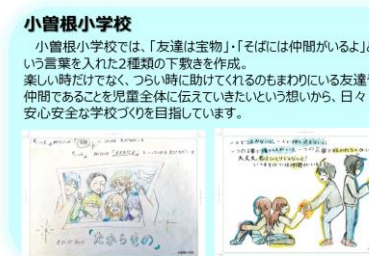 小曽根小学校
小曽根小学校では、「友達は宝物」・「そばには仲間がいるよ」と
いう言葉を入れた2種類の下敷きを作成。
楽しい時だけでなく、つらい時に助けてくれるのもまわりにいる友達や
仲間であることを児童全体に伝えていきたいという想いから、日々
安心安全な学校づくりを目指しています。
たからもの